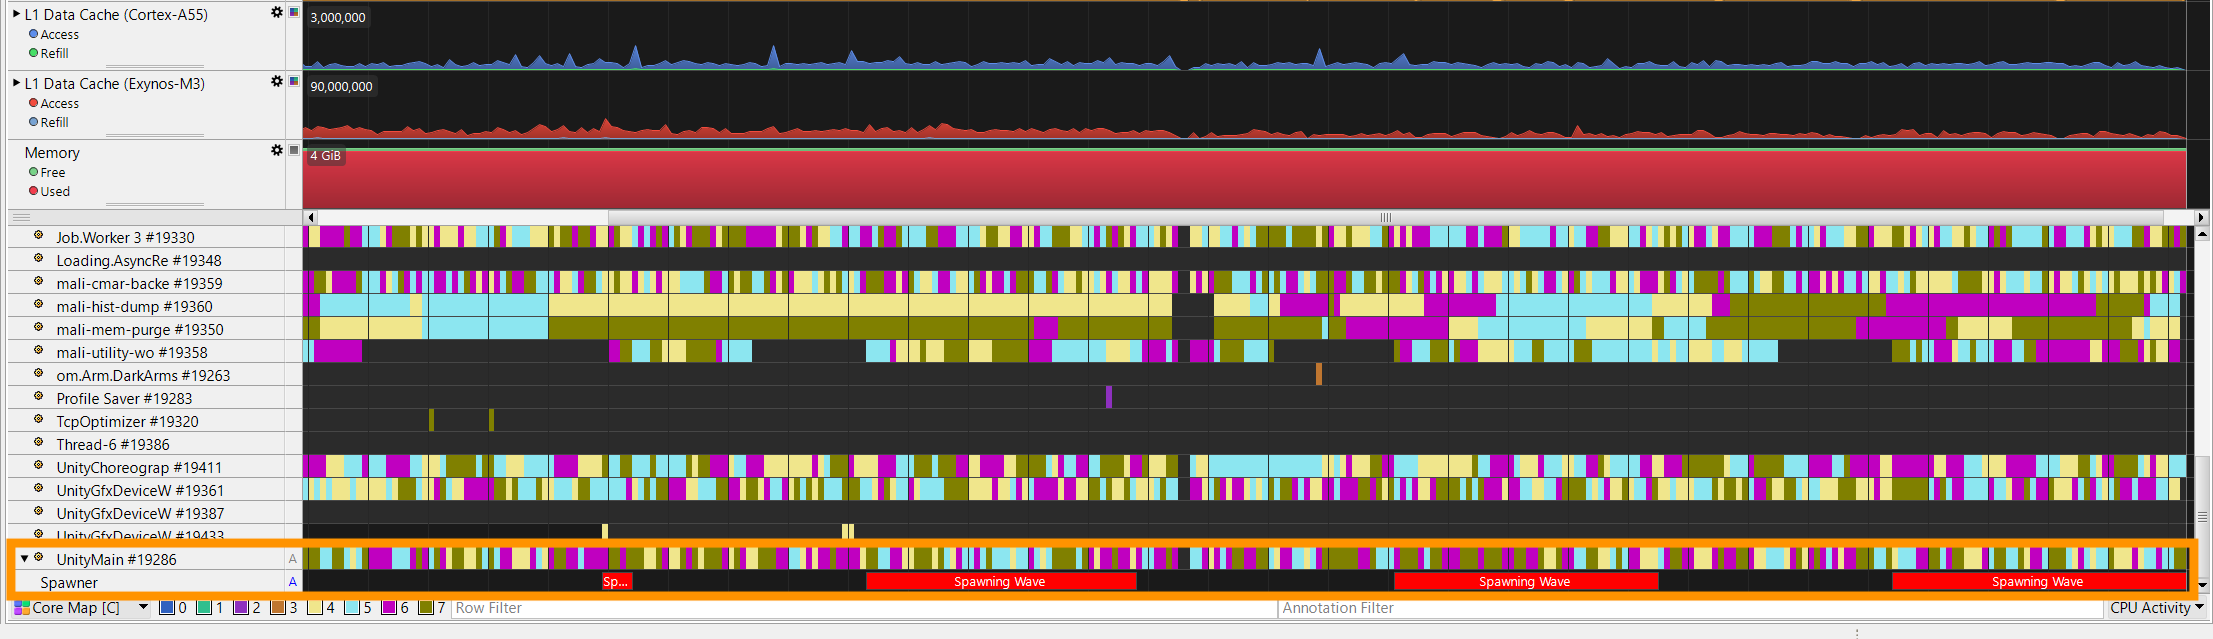 L1 Data Cache (Cortex-A55)
3,000,000
Access
Refill
L1 Data Cache (Exynos-M3)
90,000,000
Access
Refill
Memory
4 GiB
Free
Used
Job.Worker 3 #19330
Loading.AsyncRe #19348
mali-cmar-backe #19359
mali-hist-dump #19360
mali-mem-purge #19350
mali-utility-wo #19358
om.Arm.DarkArms #19263
Profile Saver #19283
TcpOptimizer #19320
Thread-6 #19386
UnityChoreograp #19411
UnityGfxDeviceW #19361
UnityGfxDeviceW #19387
UnityGfxDeviceW #19433
UnityMain #19286 A
Spawner A Sp... Spawning Wave Spawning Wave Spawning Wave
Core Map [C] 0 1 2 3 4 5 6 7 Row Filter Annotation Filter CPU Activity